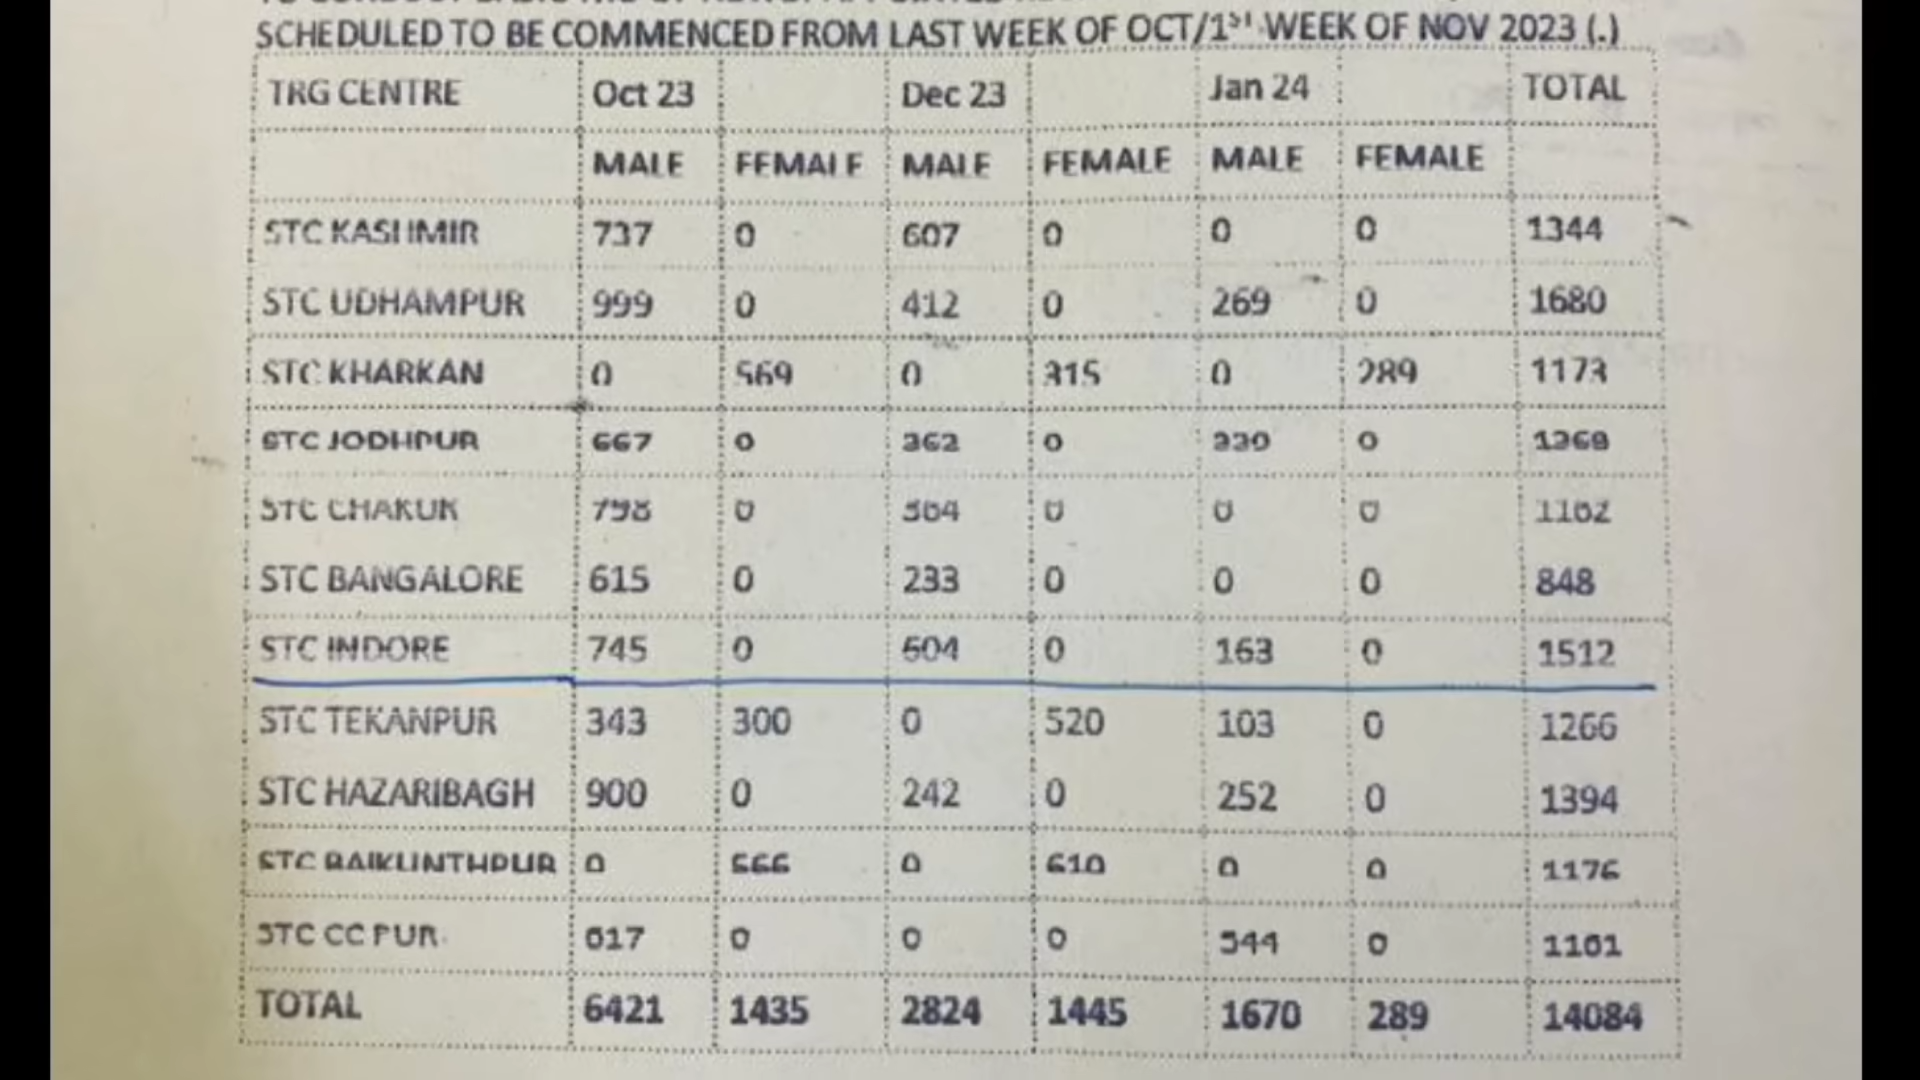 SCHEDULED TO BE COMMENCED FROM LAST WEEK OF OCT/1ST WEEK OF NOV 2023 (.)
TRG CENTRE Oct 23 Dec 23 Jan 24 TOTAL
MALE FEMALE MALE FEMALE MALE FEMALE
STC KASHMIR 737 0 607 0 0 0 1344
STC UDHAMPUR 999 0 412 0 269 0 1680
STC KHARKAN 0 569 0 315 0 289 1173
STC JODHPUR 667 0 362 0 339 0 1368
STC CHAKUR 798 0 364 0 0 0 1162
STC BANGALORE 615 0 233 0 0 0 848
STC INDORE 745 0 604 0 163 0 1512
STC TEKANPUR 343 300 0 520 103 0 1266
STC HAZARIBAGH 900 0 242 0 252 0 1394
STC BAIKUNTHPUR 0 566 0 610 0 0 1176
STC CC PUR 617 0 0 0 544 0 1161
TOTAL 6421 1435 2824 1445 1670 289 14084